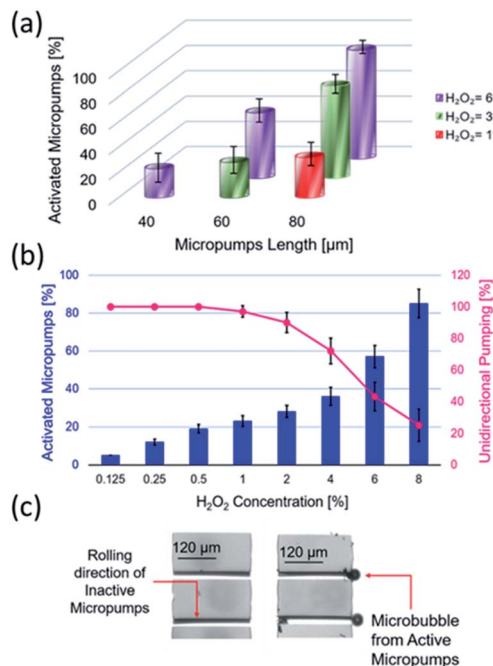 (a)
Activated Micropumps [%]
100
80
60
40
20
0
40
60
80
Micropumps Length [µm]
H₂O₂= 6
H₂O₂= 3
H₂O₂= 1
(b)
Activated Micropumps [%]
100
80
60
40
20
0
Unidirectional Pumping [%]
120
100
80
60
40
20
0
0.125 0.25 0.5 1 2 4 6 8
H₂O₂ Concentration [%]
(c)
Rolling
direction of
Inactive
Micropumps
120 µm
120 µm
Microbubble
from Active
Micropumps